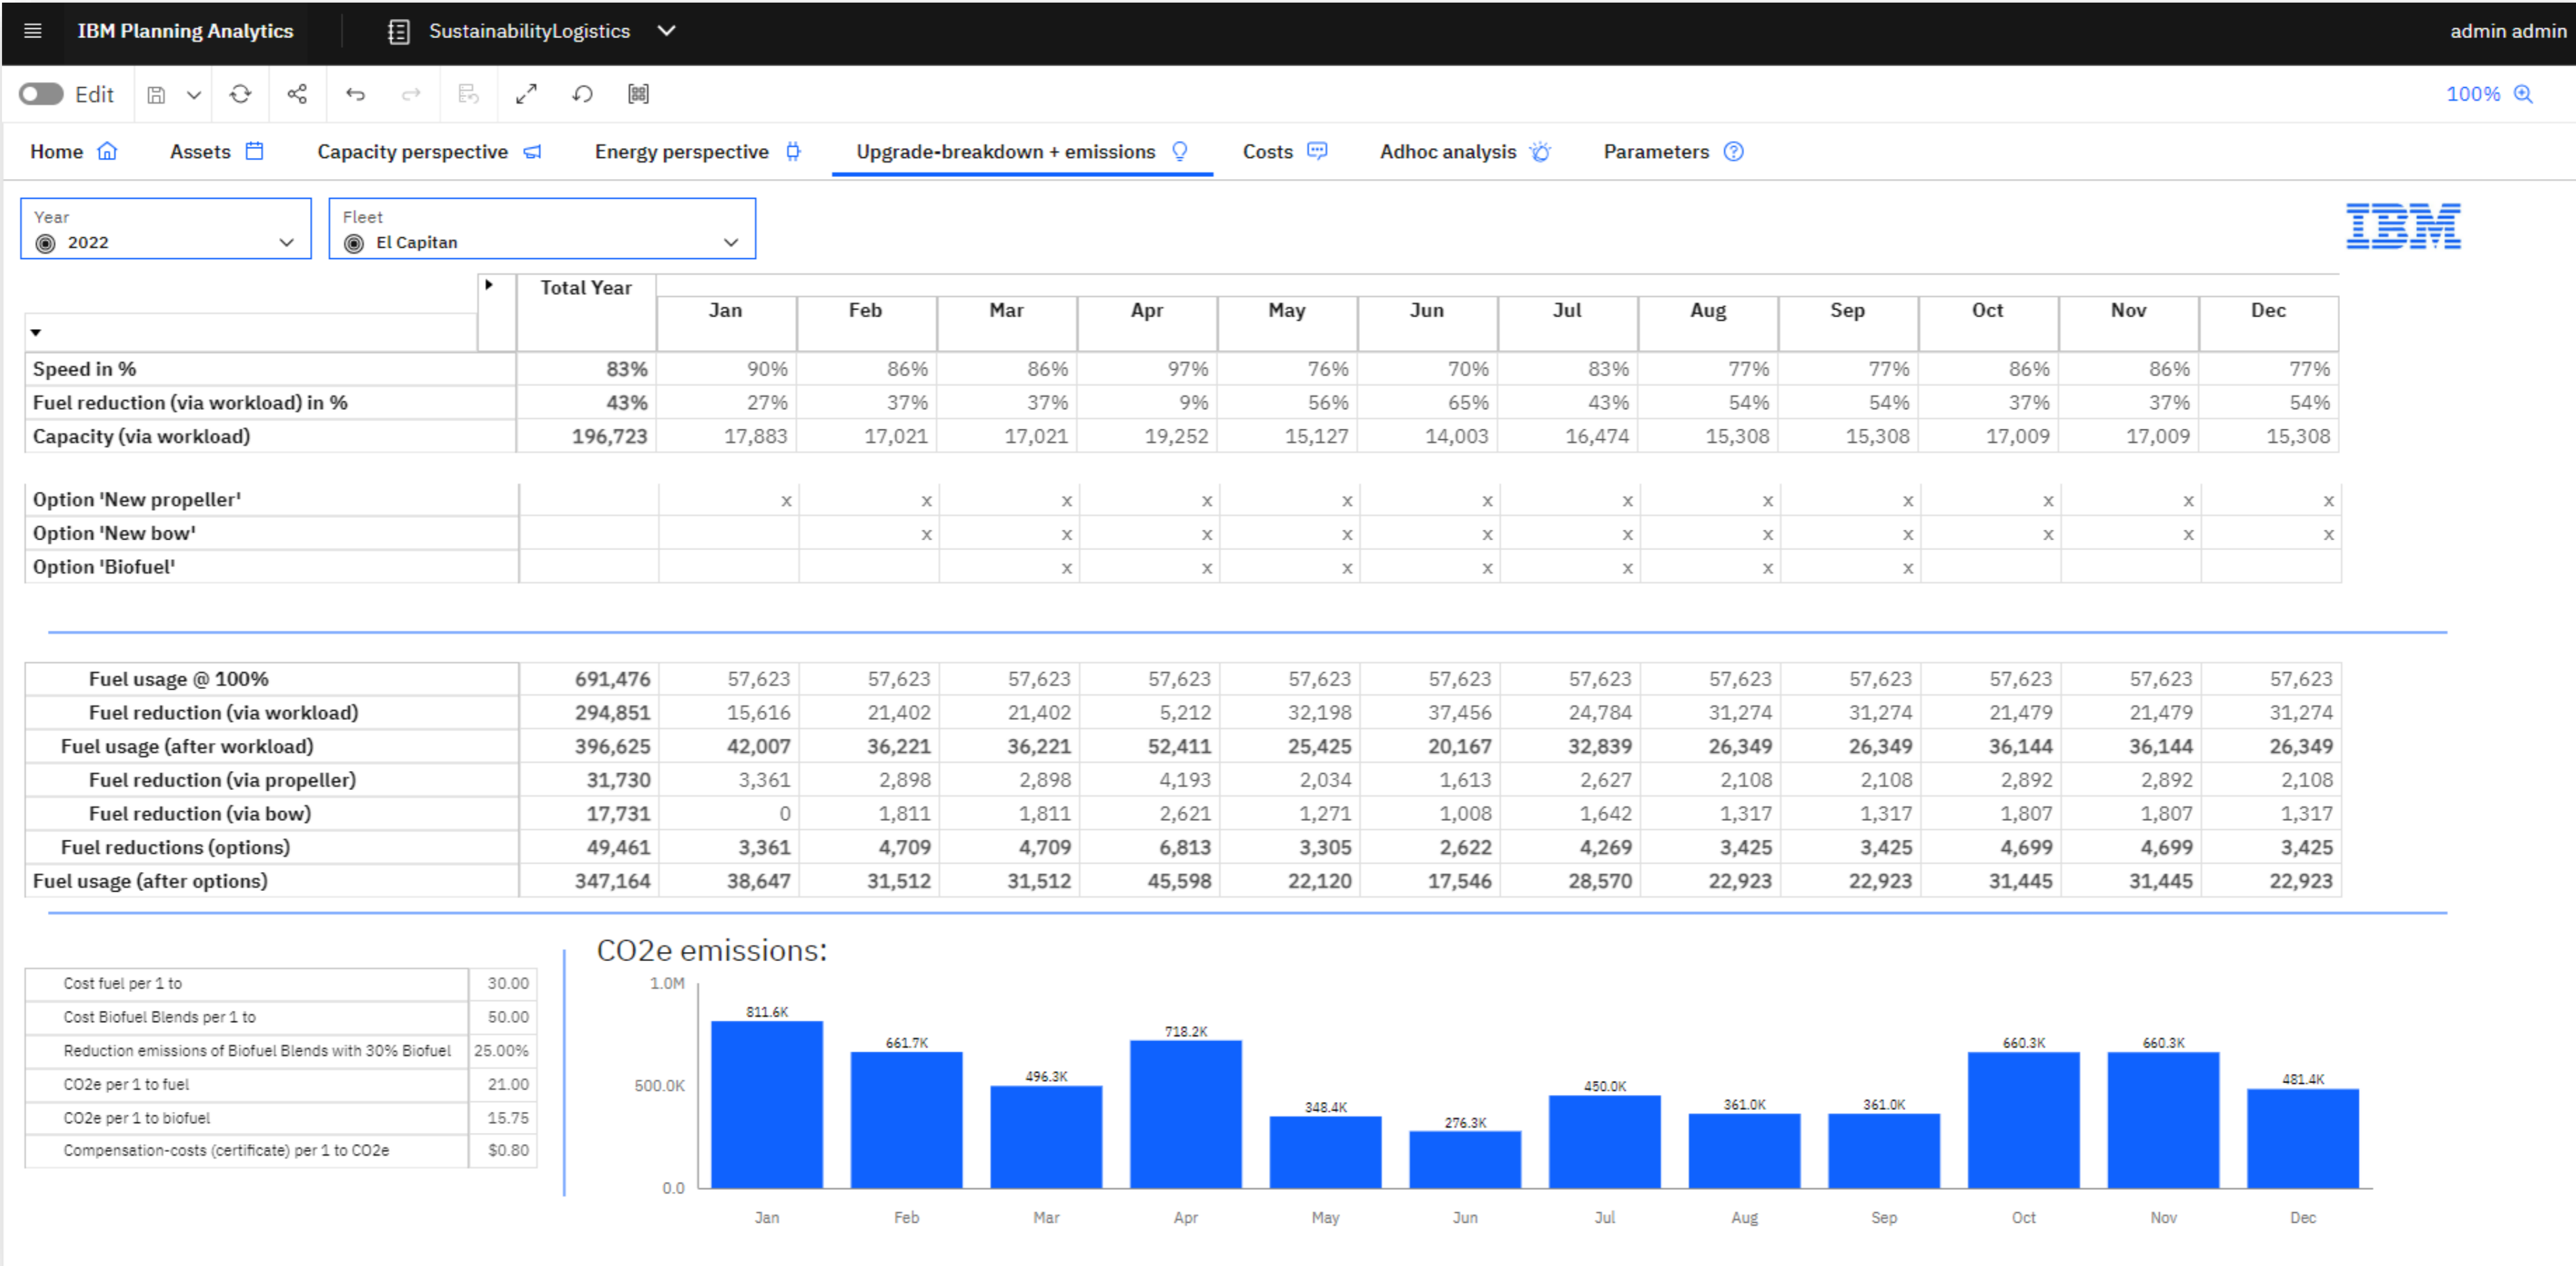 IBM Planning Analytics SustainabilityLogistics admin admin
Edit 100%
Home Assets Capacity perspective Energy perspective Upgrade-breakdown + emissions Costs Adhoc analysis Parameters
Year Fleet
2022 El Capitan
IBM
Total Year
Jan Feb Mar Apr May Jun Jul Aug Sep Oct Nov Dec
Speed in % 83% 90% 86% 86% 97% 76% 70% 83% 77% 77% 86% 86% 77%
Fuel reduction (via workload) in % 43% 27% 37% 37% 9% 56% 65% 43% 54% 54% 37% 37% 54%
Capacity (via workload) 196,723 17,883 17,021 17,021 19,252 15,127 14,003 16,474 15,308 15,308 17,009 17,009 15,308
Option 'New propeller' x x x x x x x x x x x x
Option 'New bow' x x x x x x x x x x x
Option 'Biofuel' x x x x x x x
Fuel usage @ 100% 691,476 57,623 57,623 57,623 57,623 57,623 57,623 57,623 57,623 57,623 57,623 57,623 57,623
Fuel reduction (via workload) 294,851 15,616 21,402 21,402 5,212 32,198 37,456 24,784 31,274 31,274 21,479 21,479 31,274
Fuel usage (after workload) 396,625 42,007 36,221 36,221 52,411 25,425 20,167 32,839 26,349 26,349 36,144 36,144 26,349
Fuel reduction (via propeller) 31,730 3,361 2,898 2,898 4,193 2,034 1,613 2,627 2,108 2,108 2,892 2,892 2,108
Fuel reduction (via bow) 17,731 0 1,811 1,811 2,621 1,271 1,008 1,642 1,317 1,317 1,807 1,807 1,317
Fuel reductions (options) 49,461 3,361 4,709 4,709 6,813 3,305 2,622 4,269 3,425 3,425 4,699 4,699 3,425
Fuel usage (after options) 347,164 38,647 31,512 31,512 45,598 22,120 17,546 28,570 22,923 22,923 31,445 31,445 22,923
Cost fuel per 1 to 30.00
Cost Biofuel Blends per 1 to 50.00
Reduction emissions of Biofuel Blends with 30% Biofuel 25.00%
CO2e per 1 to fuel 21.00
CO2e per 1 to biofuel 15.75
Compensation-costs (certificate) per 1 to CO2e $0.80
CO2e emissions:
1.0M
500.0K
0.0
811.6K 661.7K 496.3K 718.2K 348.4K 276.3K 450.0K 361.0K 361.0K 660.3K 660.3K 481.4K
Jan Feb Mar Apr May Jun Jul Aug Sep Oct Nov Dec